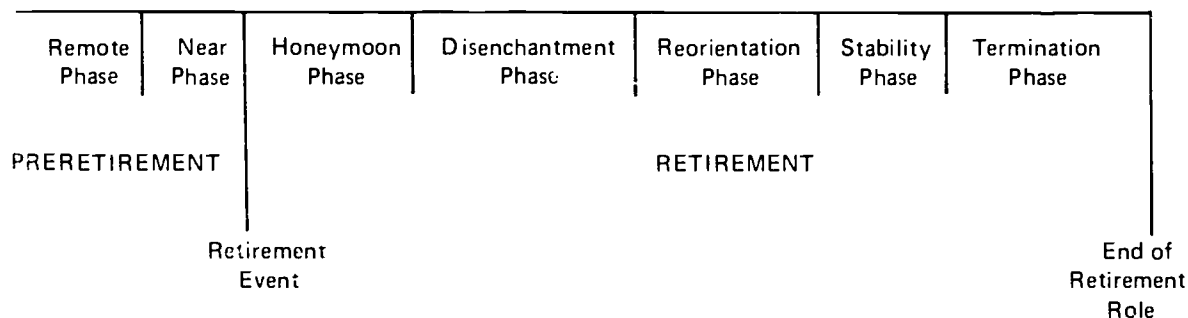 Remote Near Honeymoon Disenchantment Reorientation Stability Termination
Phase Phase Phase Phase Phase Phase Phase
PRERETIREMENT RETIREMENT
Retirement
Event
End of
Retirement
Role